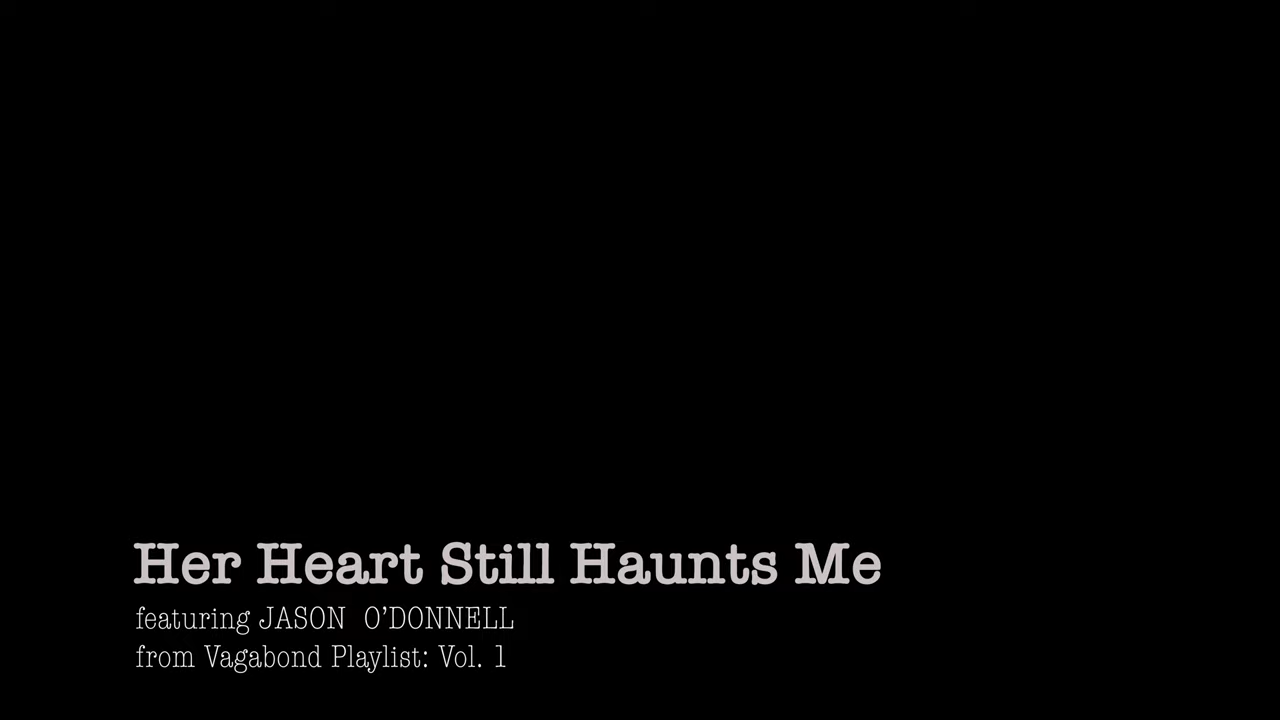 Her Heart Still Haunts Me
featuring JASON O’DONNELL
from Vagabond Playlist: Vol. 1